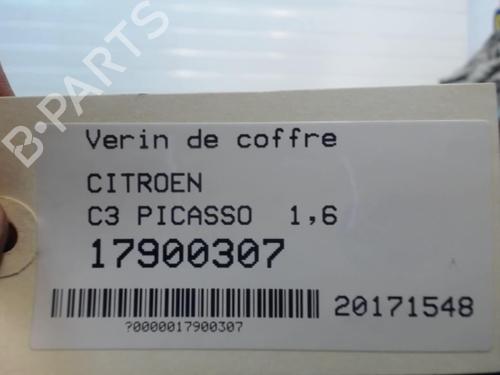 B-PARTS
Verin de coffre
CITROEN
C3 PICASSO 1,6
17900307
20171548
?0000017900307